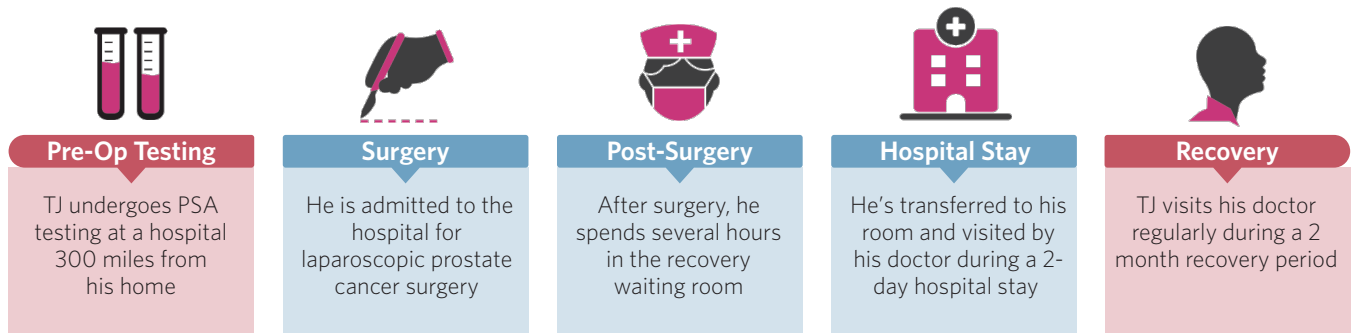 Pre-Op Testing
TJ undergoes PSA
testing at a hospital
300 miles from
his home
Surgery
He is admitted to the
hospital for
laparoscopic prostate
cancer surgery
Post-Surgery
After surgery, he
spends several hours
in the recovery
waiting room
Hospital Stay
He's transferred to his
room and visited by
his doctor during a 2-
day hospital stay
Recovery
TJ visits his doctor
regularly during a 2
month recovery period